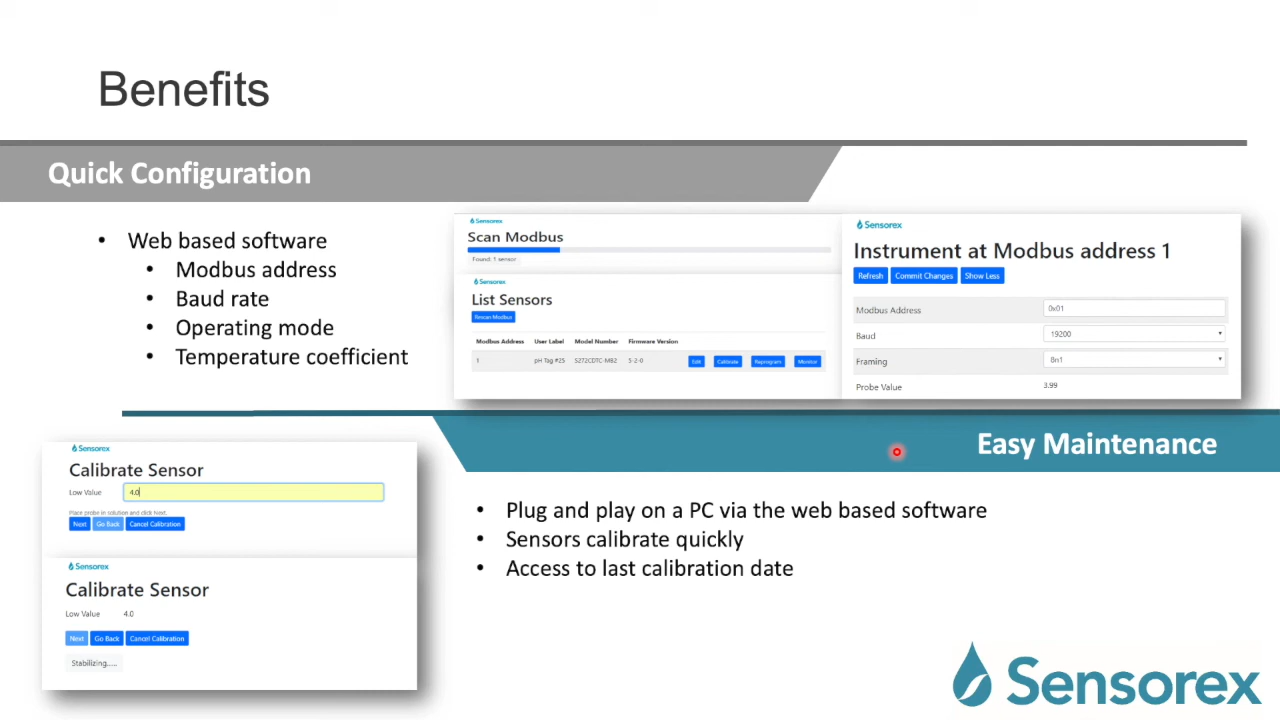 Benefits
Quick Configuration
• Web based software
• Modbus address
• Baud rate
• Operating mode
• Temperature coefficient
Sensorex
Scan Modbus
Found: 1 sensor
Sensorex
List Sensors
Rescan Modbus
Modbus Address User Label Model Number Firmware Version
1 pH Tag #25 S272CDTC-MB2 5-2-0 Edit Calibrate Reprogram Monitor
Sensorex
Instrument at Modbus address 1
Refresh Commit Changes Show Less
Modbus Address 0x01
Baud 19200
Framing 8n1
Probe Value 3.99
Easy Maintenance
Sensorex
Calibrate Sensor
Low Value 4.0
Place probe in solution and click Next.
Next Go Back Cancel Calibration
Sensorex
Calibrate Sensor
Low Value 4.0
Next Go Back Cancel Calibration
Stabilizing.....
• Plug and play on a PC via the web based software
• Sensors calibrate quickly
• Access to last calibration date
Sensorex